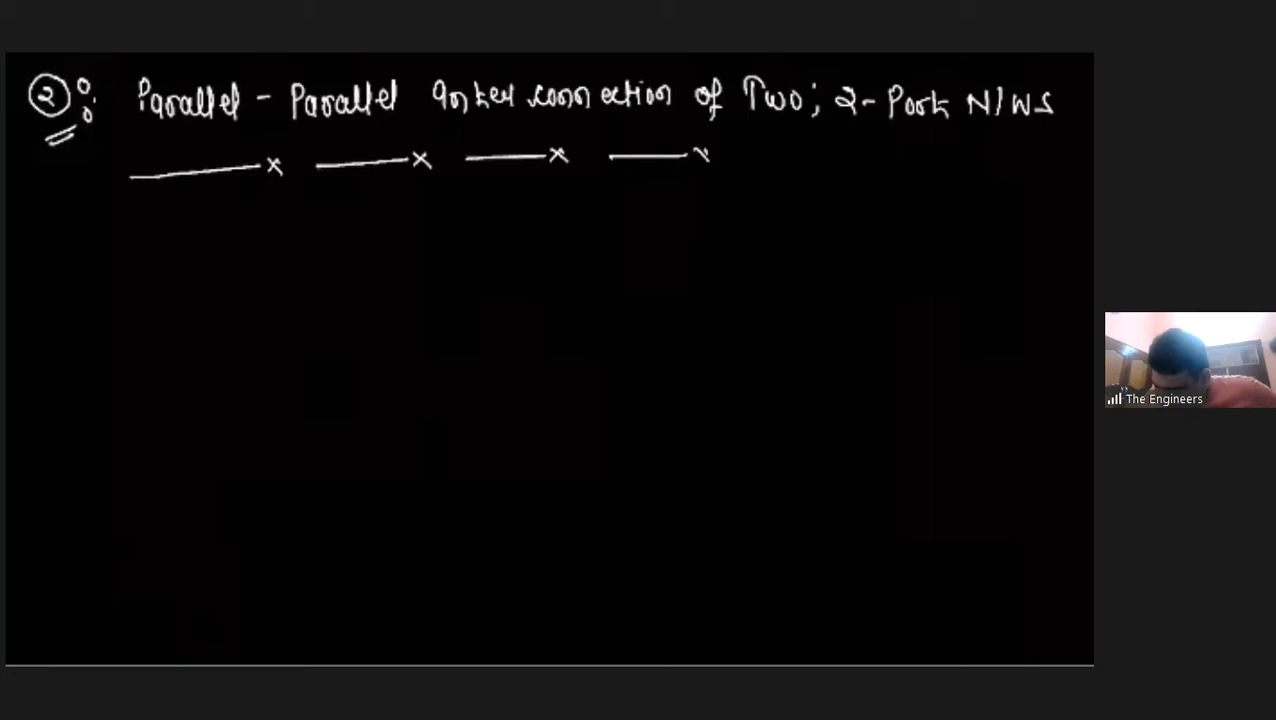 ② : Parallel - Parallel Interconnection of Two; 2-Port N/WS
The Engineers